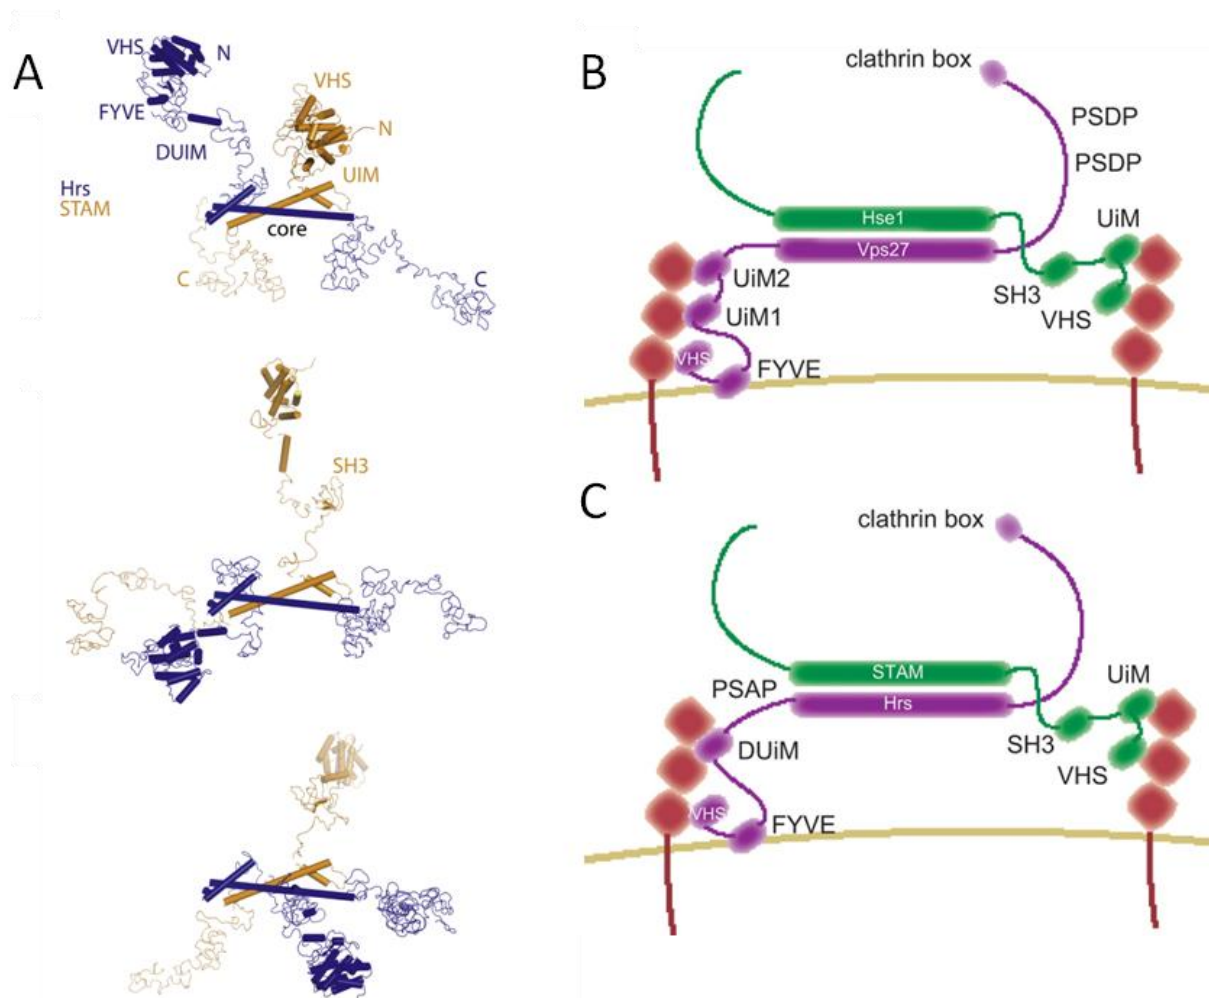 A
VHS
N
FYVE
DUIM
VHS
N
UIM
Hrs
STAM
core
C
C
SH3
B
clathrin box
PSDP
PSDP
Hse1
Vps27
UiM
UiM2
SH3
UiM1
VHS
VHS
FYVE
C
clathrin box
STAM
PSAP
Hrs
UiM
DUiM
SH3
VHS
VHS
FYVE